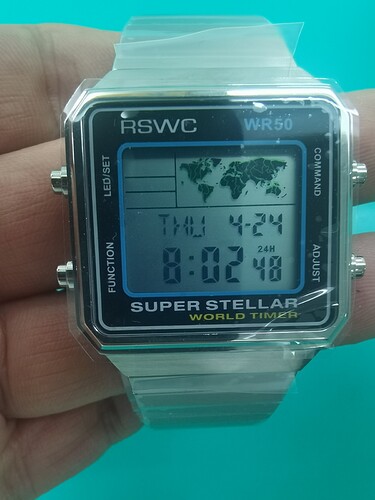 RSWC WR50
LED/SET
COMMAND
THU 4-24
24H
8:02 48
FUNCTION
ADJUST
SUPER STELLAR
WORLD TIMER